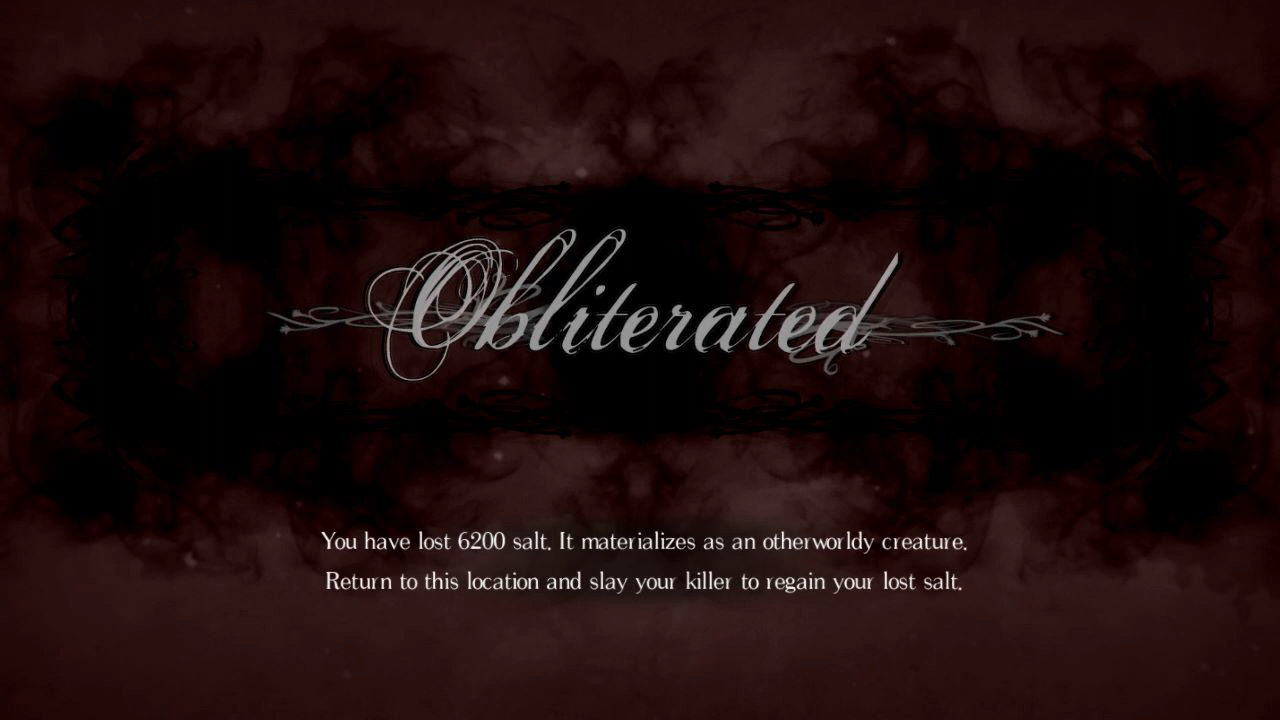 Obliterated
You have lost 6200 salt. It materializes as an otherworldly creature.
Return to this location and slay your killer to regain your lost salt.